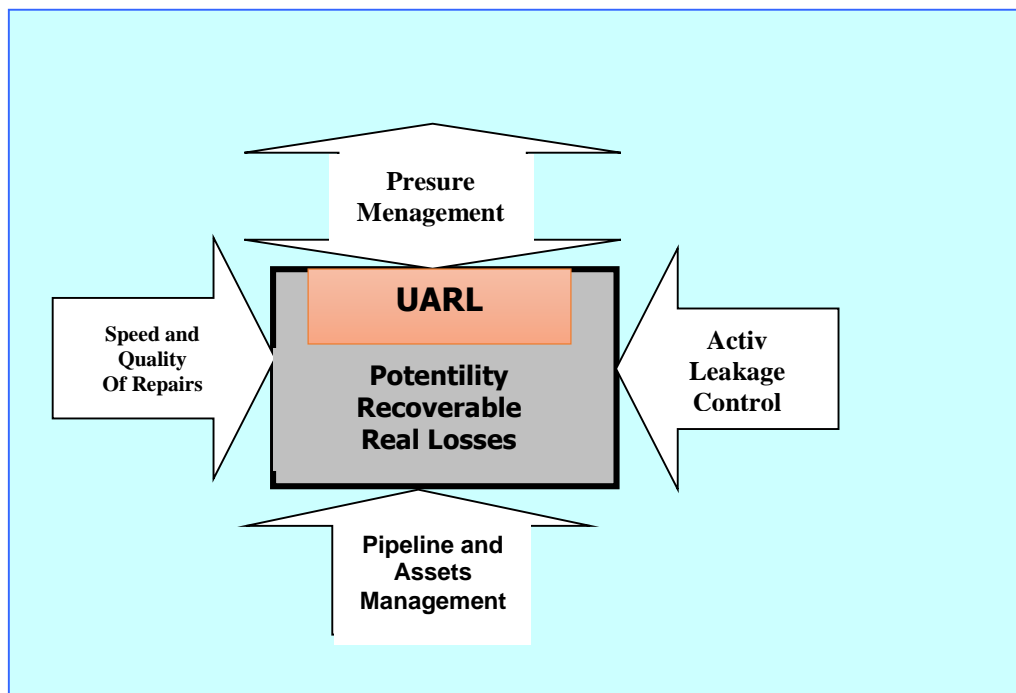 Presure
Menagement
UARL
Speed and
Quality
Of Repairs
Potentility
Recoverable
Real Losses
Activ
Leakage
Control
Pipeline and
Assets
Management